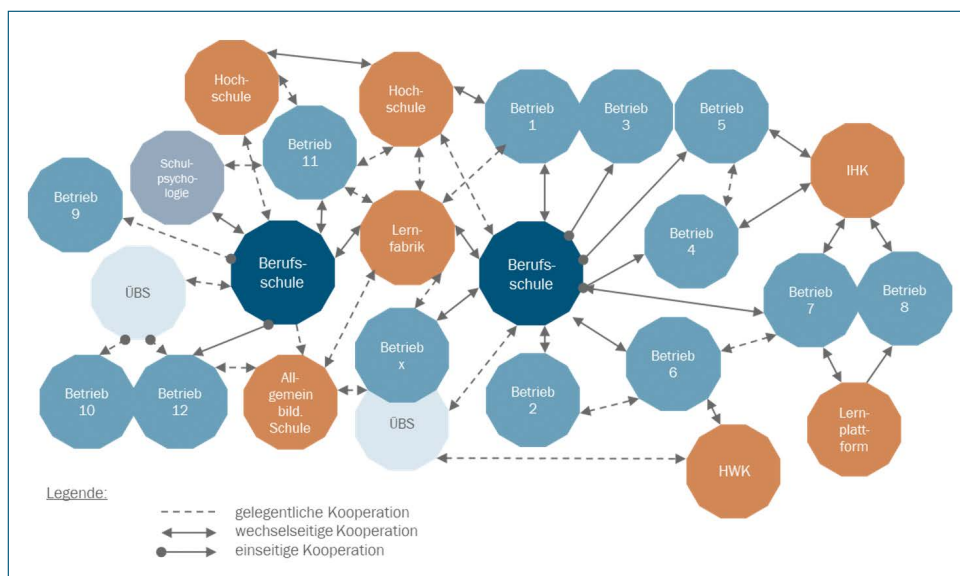 Hoch-
schule
Hoch-
schule
Betrieb
1
Betrieb
3
Betrieb
5
Betrieb
11
Schul-
psycho-
logie
IHK
Betrieb
9
Lern-
fabrik
Betrieb
4
Berufs-
schule
Berufs-
schule
ÜBS
Betrieb
7
Betrieb
8
Betrieb
x
Betrieb
6
Betrieb
10
Betrieb
12
All-
gemein
bild.
Schule
Betrieb
2
ÜBS
Lern-
platt-
form
HWK
Legende:
gelegentliche Kooperation
wechselseitige Kooperation
einseitige Kooperation